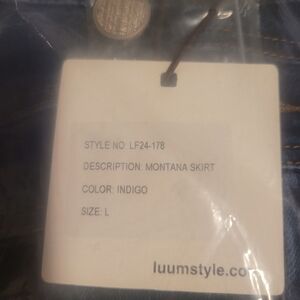 STYLE NO. LF24-178
DESCRIPTION: MONTANA SKIRT
COLOR: INDIGO
SIZE: L
luumstyle.co